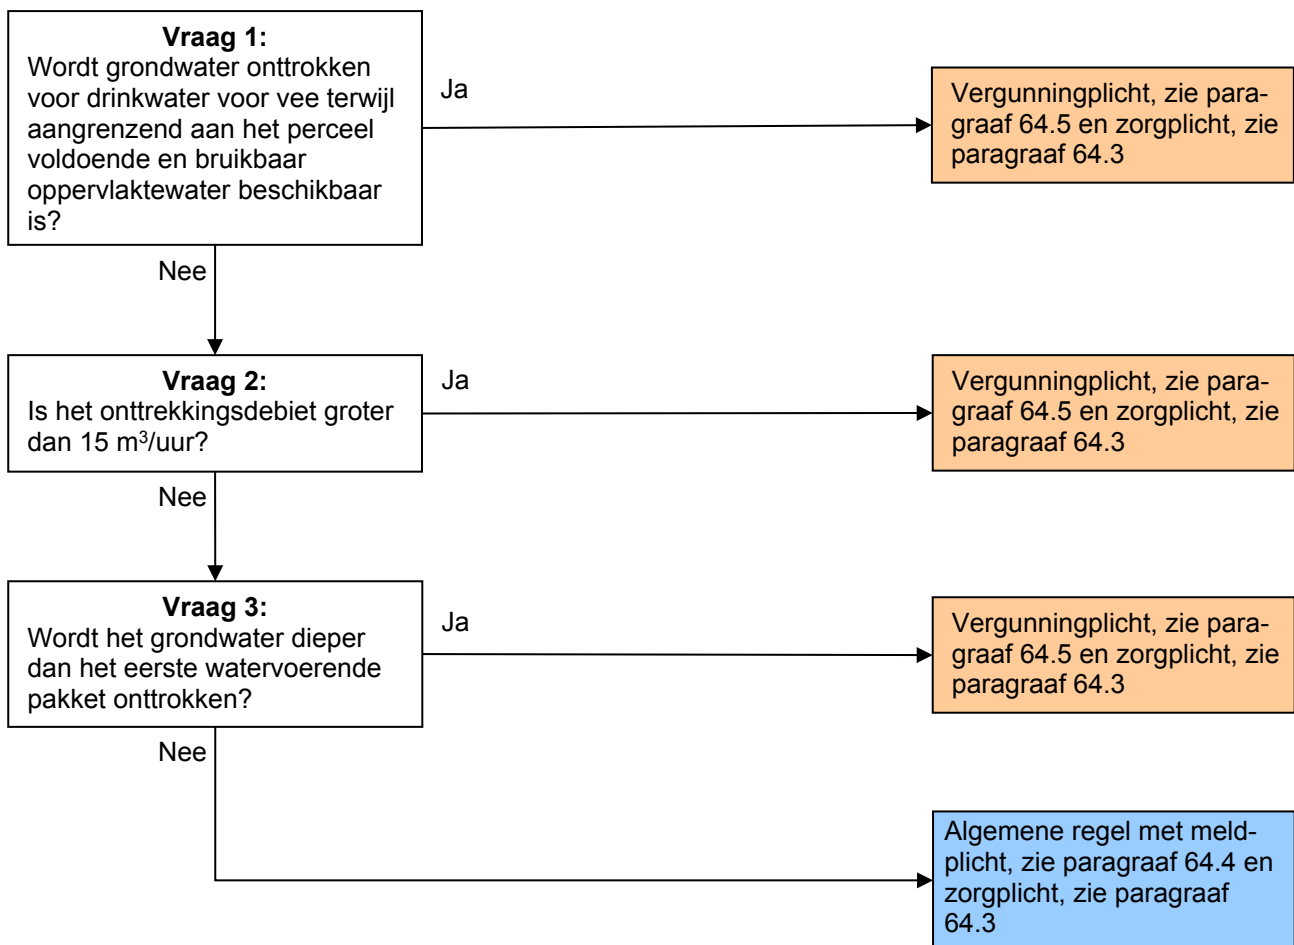 Vraag 1:
Wordt grondwater onttrokken
voor drinkwater voor vee terwijl
aangrenzend aan het perceel
voldoende en bruikbaar
oppervlaktewater beschikbaar
is?
Ja
Vergunningplicht, zie para-
graaf 64.5 en zorgplicht, zie
paragraaf 64.3
Nee
Vraag 2:
Is het onttrekkingsdebiet groter
dan 15 m³/uur?
Ja
Vergunningplicht, zie para-
graaf 64.5 en zorgplicht, zie
paragraaf 64.3
Nee
Vraag 3:
Wordt het grondwater dieper
dan het eerste watervoerende
pakket onttrokken?
Ja
Vergunningplicht, zie para-
graaf 64.5 en zorgplicht, zie
paragraaf 64.3
Nee
Algemene regel met meld-
plicht, zie paragraaf 64.4 en
zorgplicht, zie paragraaf
64.3